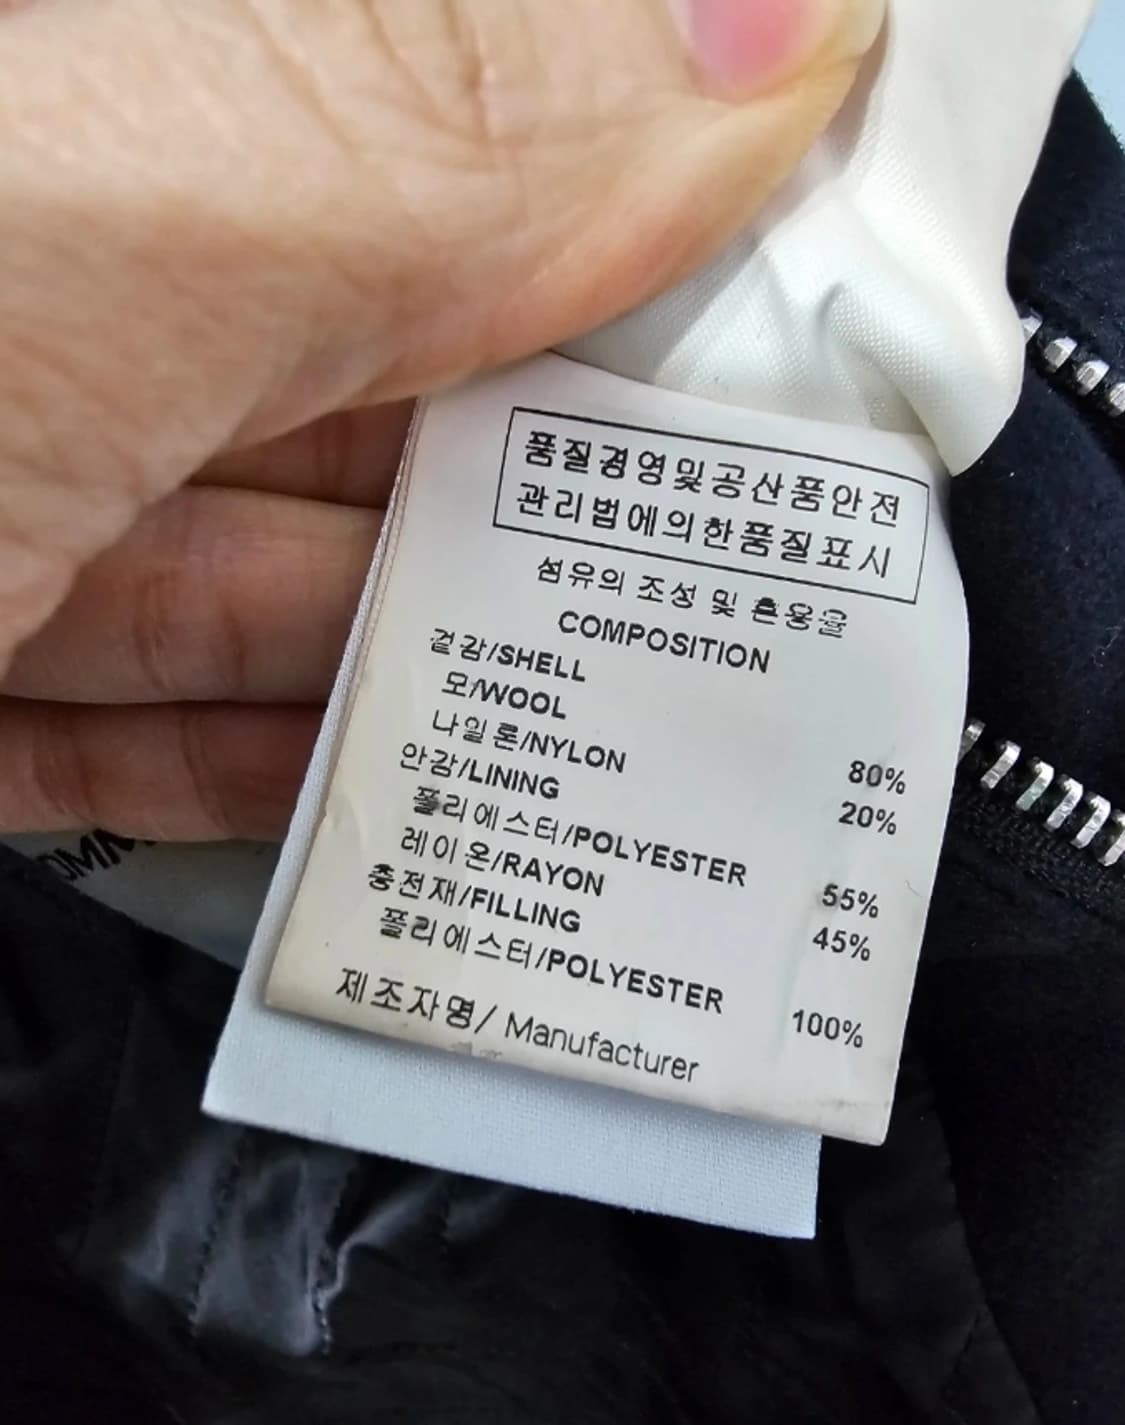 품질경영및공산품안전
관리법에의한품질표시
섬유의 조성 및 혼용율
COMPOSITION
겉감/SHELL
모/WOOL 80%
나일론/NYLON 20%
안감/LINING
폴리에스터/POLYESTER 55%
레이온/RAYON 45%
충전재/FILLING
폴리에스터/POLYESTER 100%
제조자명/ Manufacturer